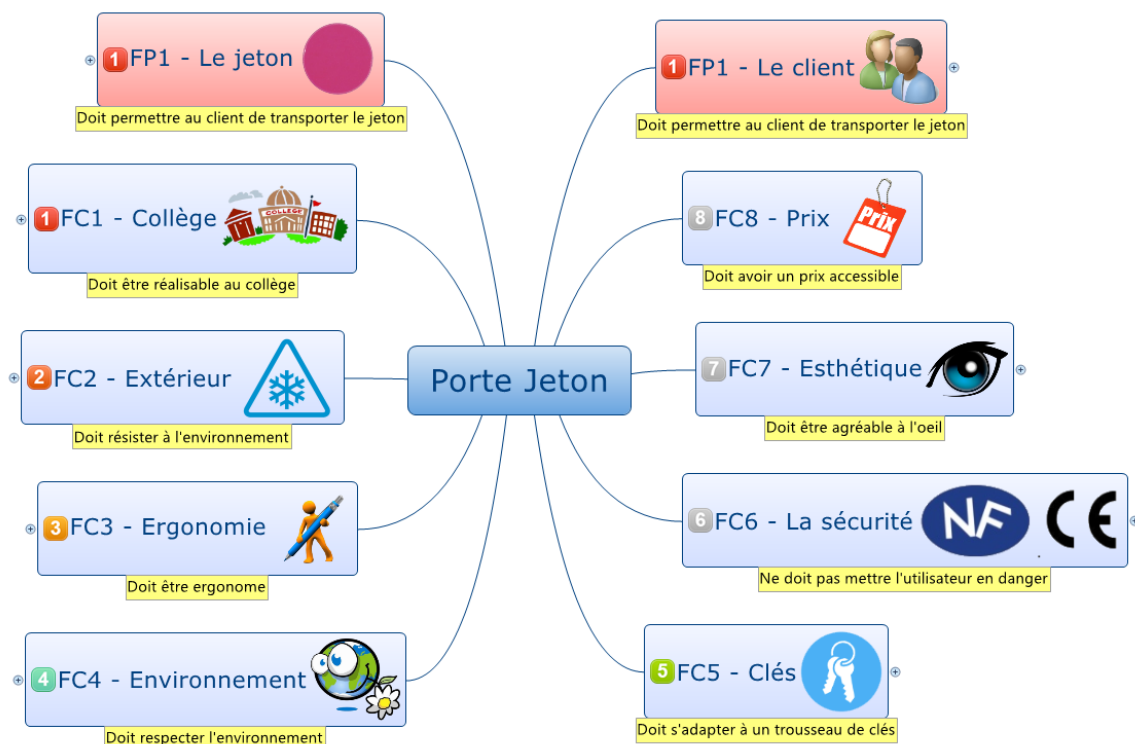 1 FP1 - Le jeton
Doit permettre au client de transporter le jeton
1 FP1 - Le client
Doit permettre au client de transporter le jeton
1 FC1 - Collège
COLLEGE
Doit être réalisable au collège
8 FC8 - Prix
Prix
Doit avoir un prix accessible
2 FC2 - Extérieur
Doit résister à l'environnement
Porte Jeton
7 FC7 - Esthétique
Doit être agréable à l'oeil
3 FC3 - Ergonomie
Doit être ergonome
6 FC6 - La sécurité
NF CE
Ne doit pas mettre l'utilisateur en danger
4 FC4 - Environnement
Doit respecter l'environnement
5 FC5 - Clés
Doit s'adapter à un trousseau de clés